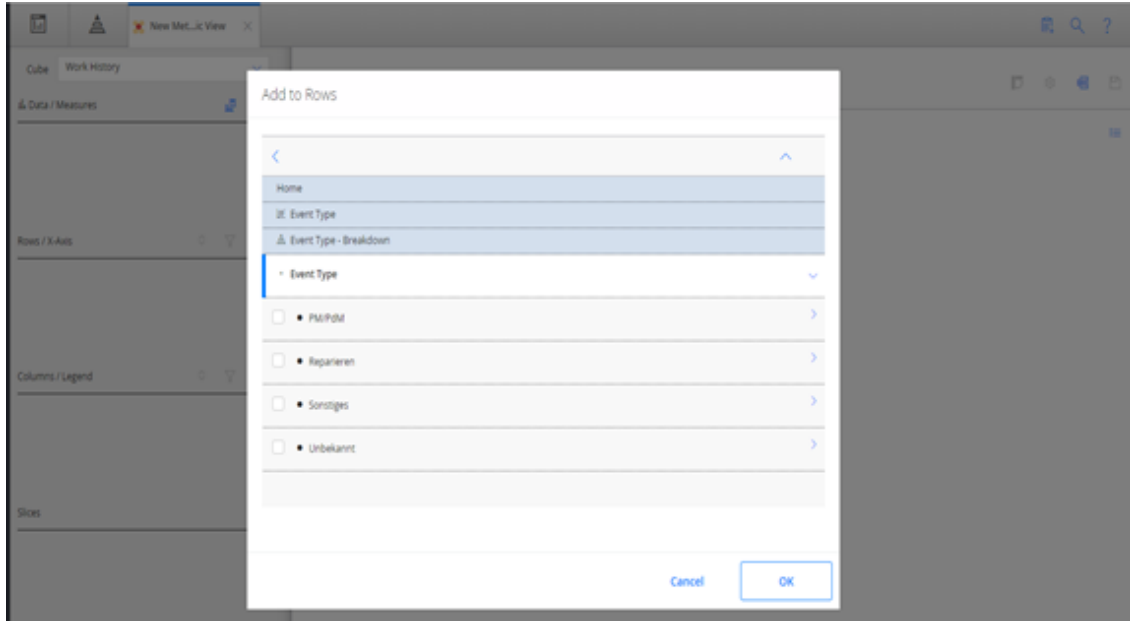 New Met...ic View
Cube Work History
Data / Measures
Rows / X-Axis
Columns / Legend
Slices
Add to Rows
Home
Event Type
Event Type - Breakdown
Event Type
PM/PdM
Reparieren
Sonstiges
Unbekannt
Cancel OK